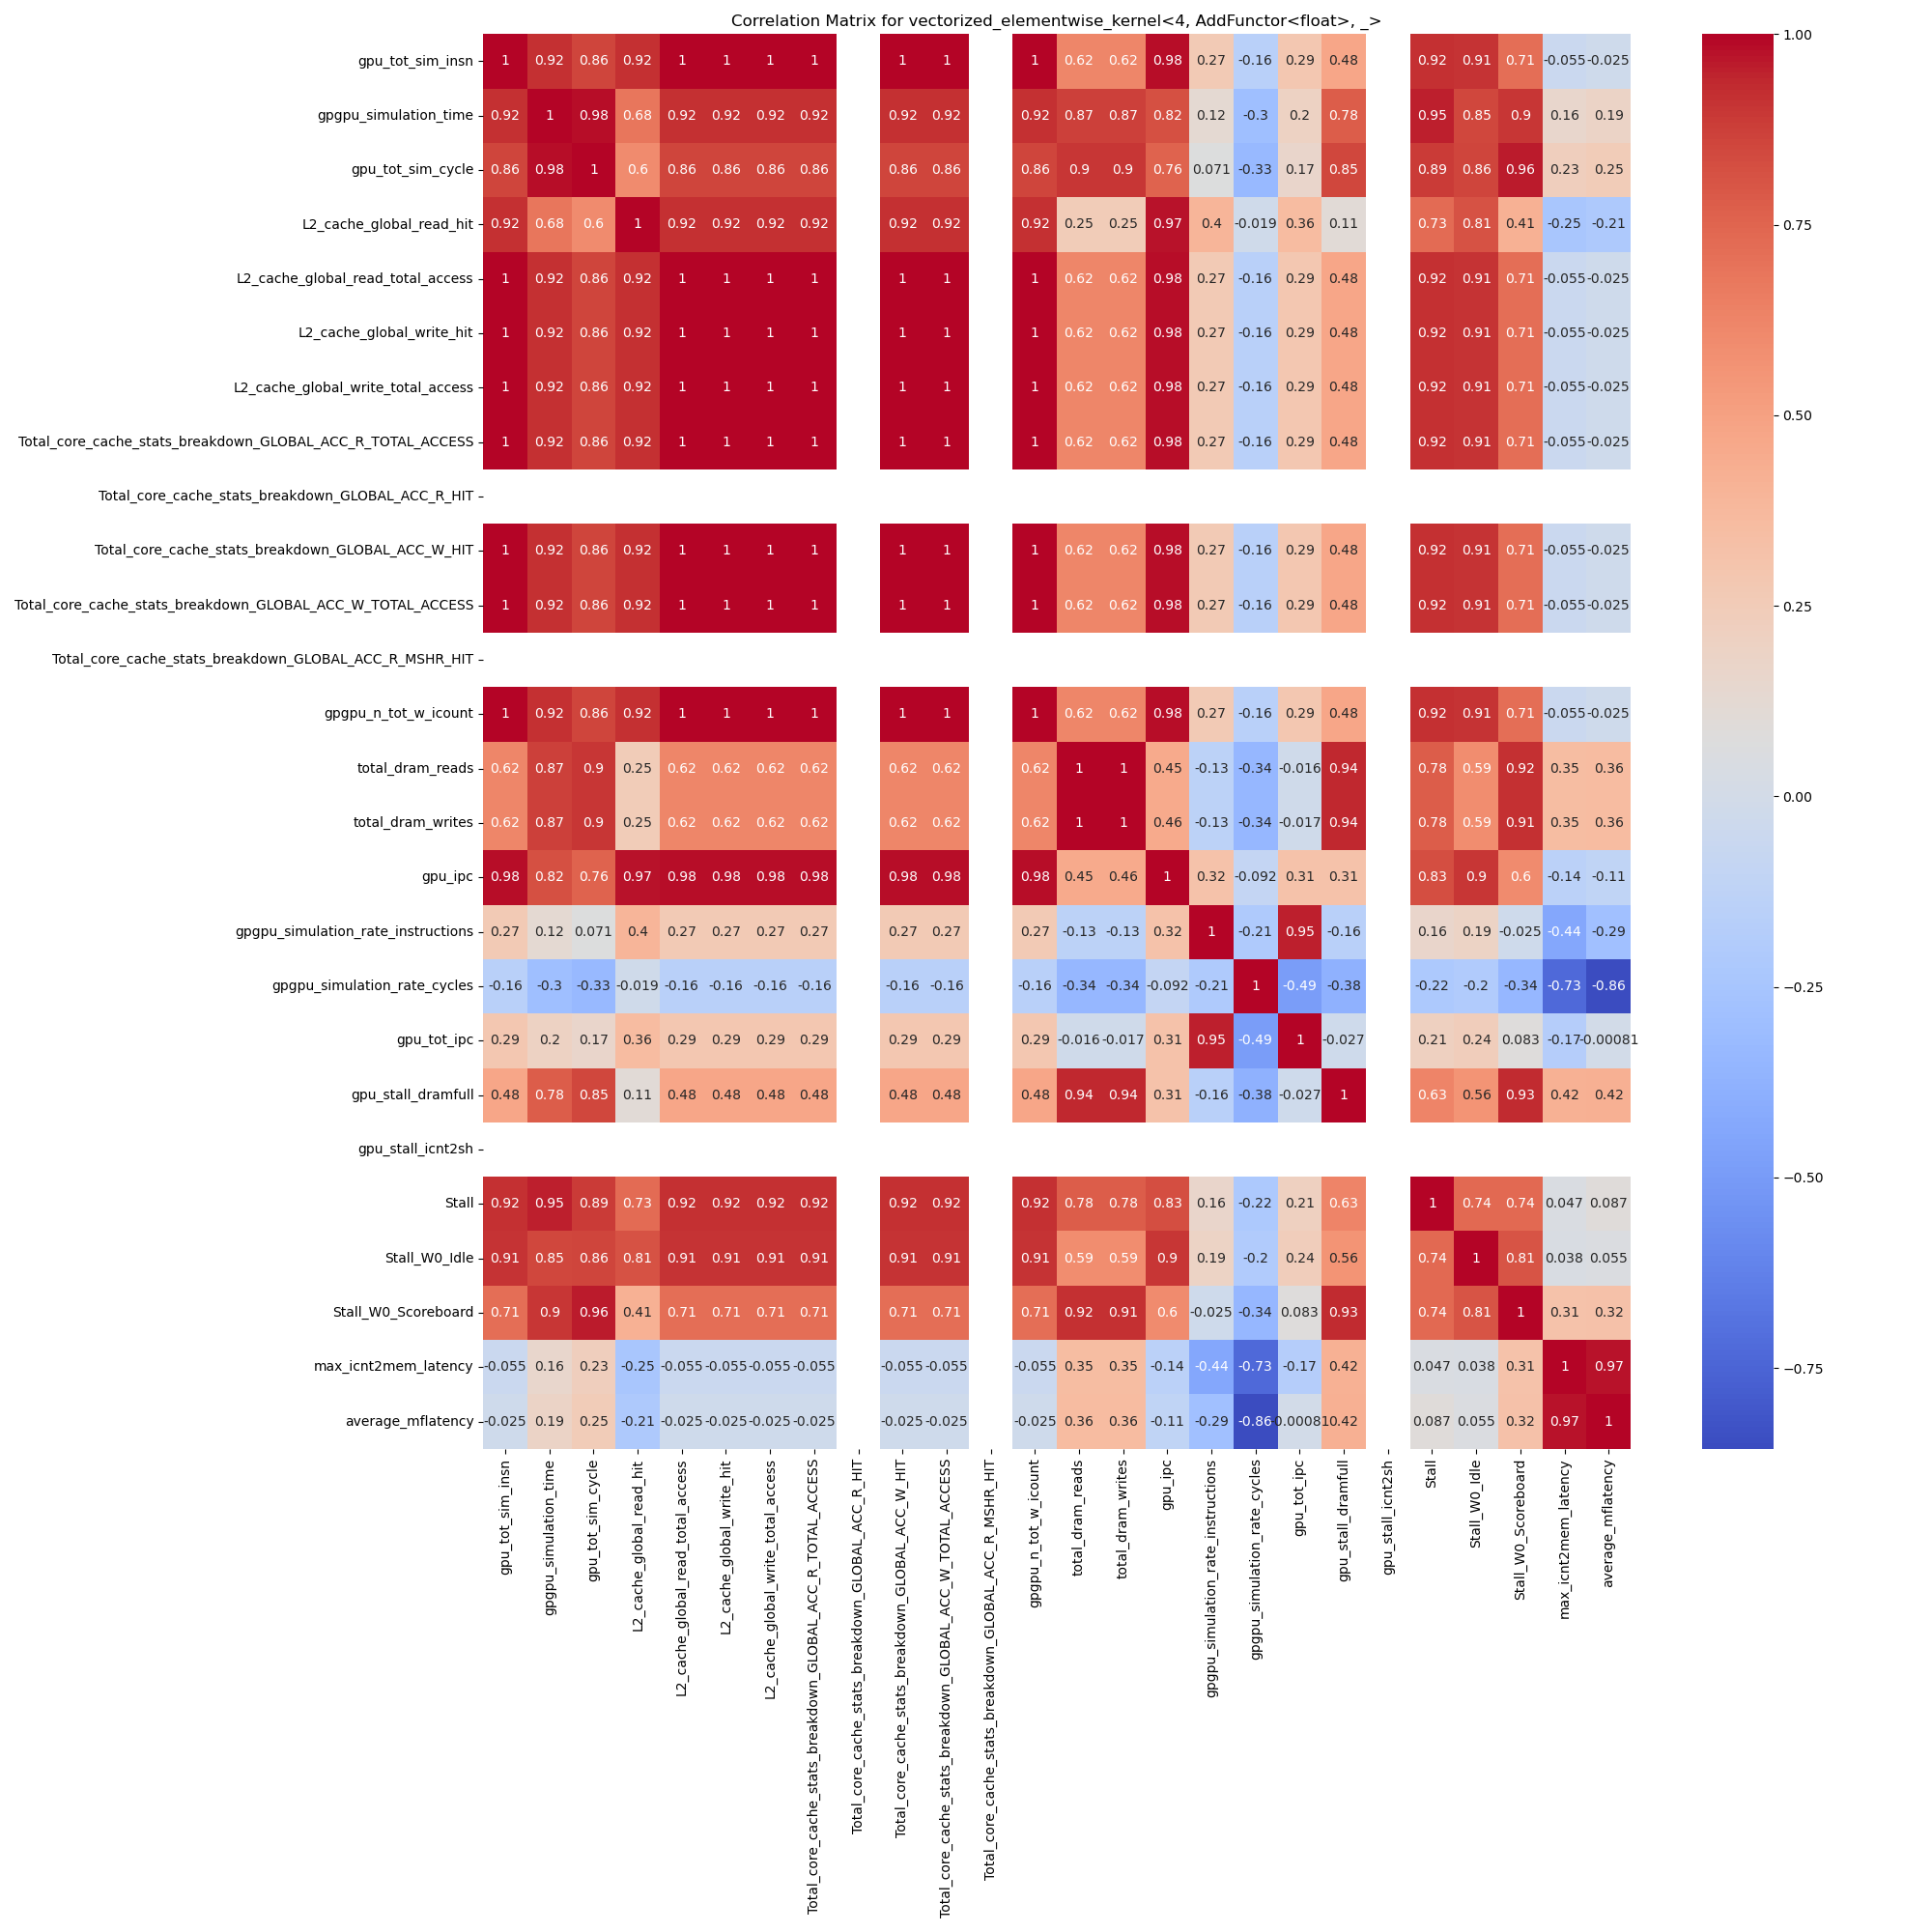 Correlation Matrix for vectorized_elementwise_kernel<4, AddFunctor<float>, _>
gpu_tot_sim_insn 1 0.92 0.86 0.92 1 1 1 1 1 1 1 0.62 0.62 0.98 0.27 -0.16 0.29 0.48 0.92 0.91 0.71 -0.055 -0.025
gpgpu_simulation_time 0.92 1 0.98 0.68 0.92 0.92 0.92 0.92 0.92 0.92 0.92 0.87 0.87 0.82 0.12 -0.3 0.2 0.78 0.95 0.85 0.9 0.16 0.19
gpu_tot_sim_cycle 0.86 0.98 1 0.6 0.86 0.86 0.86 0.86 0.86 0.86 0.86 0.9 0.9 0.76 0.071 -0.33 0.17 0.85 0.89 0.86 0.96 0.23 0.25
L2_cache_global_read_hit 0.92 0.68 0.6 1 0.92 0.92 0.92 0.92 0.92 0.92 0.92 0.25 0.25 0.97 0.4 -0.019 0.36 0.11 0.73 0.81 0.41 -0.25 -0.21
L2_cache_global_read_total_access 1 0.92 0.86 0.92 1 1 1 1 1 1 1 0.62 0.62 0.98 0.27 -0.16 0.29 0.48 0.92 0.91 0.71 -0.055 -0.025
L2_cache_global_write_hit 1 0.92 0.86 0.92 1 1 1 1 1 1 1 0.62 0.62 0.98 0.27 -0.16 0.29 0.48 0.92 0.91 0.71 -0.055 -0.025
L2_cache_global_write_total_access 1 0.92 0.86 0.92 1 1 1 1 1 1 1 0.62 0.62 0.98 0.27 -0.16 0.29 0.48 0.92 0.91 0.71 -0.055 -0.025
Total_core_cache_stats_breakdown_GLOBAL_ACC_R_TOTAL_ACCESS 1 0.92 0.86 0.92 1 1 1 1 1 1 1 0.62 0.62 0.98 0.27 -0.16 0.29 0.48 0.92 0.91 0.71 -0.055 -0.025
Total_core_cache_stats_breakdown_GLOBAL_ACC_R_HIT
Total_core_cache_stats_breakdown_GLOBAL_ACC_W_HIT 1 0.92 0.86 0.92 1 1 1 1 1 1 1 0.62 0.62 0.98 0.27 -0.16 0.29 0.48 0.92 0.91 0.71 -0.055 -0.025
Total_core_cache_stats_breakdown_GLOBAL_ACC_W_TOTAL_ACCESS 1 0.92 0.86 0.92 1 1 1 1 1 1 1 0.62 0.62 0.98 0.27 -0.16 0.29 0.48 0.92 0.91 0.71 -0.055 -0.025
Total_core_cache_stats_breakdown_GLOBAL_ACC_R_MSHR_HIT
gpgpu_n_tot_w_icount 1 0.92 0.86 0.92 1 1 1 1 1 1 1 0.62 0.62 0.98 0.27 -0.16 0.29 0.48 0.92 0.91 0.71 -0.055 -0.025
total_dram_reads 0.62 0.87 0.9 0.25 0.62 0.62 0.62 0.62 0.62 0.62 0.62 1 1 0.45 -0.13 -0.34 -0.016 0.94 0.78 0.59 0.92 0.35 0.36
total_dram_writes 0.62 0.87 0.9 0.25 0.62 0.62 0.62 0.62 0.62 0.62 0.62 1 1 0.46 -0.13 -0.34 -0.017 0.94 0.78 0.59 0.91 0.35 0.36
gpu_ipc 0.98 0.82 0.76 0.97 0.98 0.98 0.98 0.98 0.98 0.98 0.98 0.45 0.46 1 0.32 -0.092 0.31 0.31 0.83 0.9 0.6 -0.14 -0.11
gpgpu_simulation_rate_instructions 0.27 0.12 0.071 0.4 0.27 0.27 0.27 0.27 0.27 0.27 0.27 -0.13 -0.13 0.32 1 -0.21 0.95 -0.16 0.16 0.19 -0.025 -0.44 -0.29
gpgpu_simulation_rate_cycles -0.16 -0.3 -0.33 -0.019 -0.16 -0.16 -0.16 -0.16 -0.16 -0.16 -0.16 -0.34 -0.34 -0.092 -0.21 1 -0.49 -0.38 -0.22 -0.2 -0.34 -0.73 -0.86
gpu_tot_ipc 0.29 0.2 0.17 0.36 0.29 0.29 0.29 0.29 0.29 0.29 0.29 -0.016 -0.017 0.31 0.95 -0.49 1 -0.027 0.21 0.24 0.083 -0.17 -0.00081
gpu_stall_dramfull 0.48 0.78 0.85 0.11 0.48 0.48 0.48 0.48 0.48 0.48 0.48 0.94 0.94 0.31 -0.16 -0.38 -0.027 1 0.63 0.56 0.93 0.42 0.42
gpu_stall_icnt2sh
Stall 0.92 0.95 0.89 0.73 0.92 0.92 0.92 0.92 0.92 0.92 0.92 0.78 0.78 0.83 0.16 -0.22 0.21 0.63 1 0.74 0.74 0.047 0.087
Stall_W0_Idle 0.91 0.85 0.86 0.81 0.91 0.91 0.91 0.91 0.91 0.91 0.91 0.59 0.59 0.9 0.19 -0.2 0.24 0.56 0.74 1 0.81 0.038 0.055
Stall_W0_Scoreboard 0.71 0.9 0.96 0.41 0.71 0.71 0.71 0.71 0.71 0.71 0.71 0.92 0.91 0.6 -0.025 -0.34 0.083 0.93 0.74 0.81 1 0.31 0.32
max_icnt2mem_latency -0.055 0.16 0.23 -0.25 -0.055 -0.055 -0.055 -0.055 -0.055 -0.055 -0.055 0.35 0.35 -0.14 -0.44 -0.73 -0.17 0.42 0.047 0.038 0.31 1 0.97
average_mflatency -0.025 0.19 0.25 -0.21 -0.025 -0.025 -0.025 -0.025 -0.025 -0.025 -0.025 0.36 0.36 -0.11 -0.29 -0.86 0.00081 0.42 0.087 0.055 0.32 0.97 1
gpu_tot_sim_insn
gpgpu_simulation_time
gpu_tot_sim_cycle
L2_cache_global_read_hit
L2_cache_global_read_total_access
L2_cache_global_write_hit
L2_cache_global_write_total_access
Total_core_cache_stats_breakdown_GLOBAL_ACC_R_TOTAL_ACCESS
Total_core_cache_stats_breakdown_GLOBAL_ACC_R_HIT
Total_core_cache_stats_breakdown_GLOBAL_ACC_W_HIT
Total_core_cache_stats_breakdown_GLOBAL_ACC_W_TOTAL_ACCESS
Total_core_cache_stats_breakdown_GLOBAL_ACC_R_MSHR_HIT
gpgpu_n_tot_w_icount
total_dram_reads
total_dram_writes
gpu_ipc
gpgpu_simulation_rate_instructions
gpgpu_simulation_rate_cycles
gpu_tot_ipc
gpu_stall_dramfull
gpu_stall_icnt2sh
Stall
Stall_W0_Idle
Stall_W0_Scoreboard
max_icnt2mem_latency
average_mflatency
1.00
0.75
0.50
0.25
0.00
−0.25
−0.50
−0.75